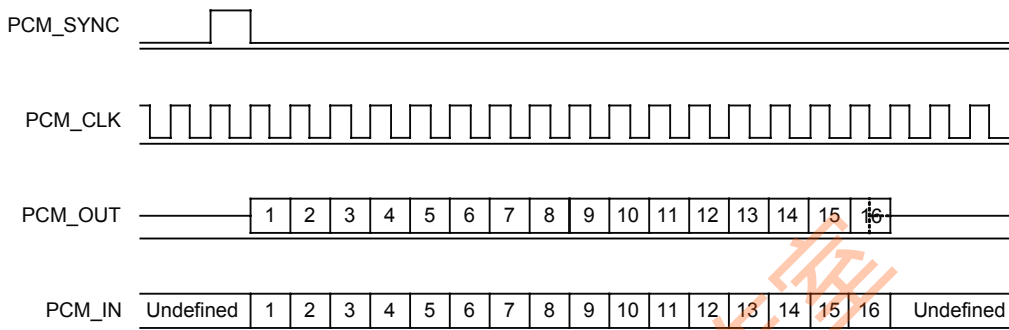 PCM_SYNC
PCM_CLK
PCM_OUT 1 2 3 4 5 6 7 8 9 10 11 12 13 14 15 16
PCM_IN Undefined 1 2 3 4 5 6 7 8 9 10 11 12 13 14 15 16 Undefined
室